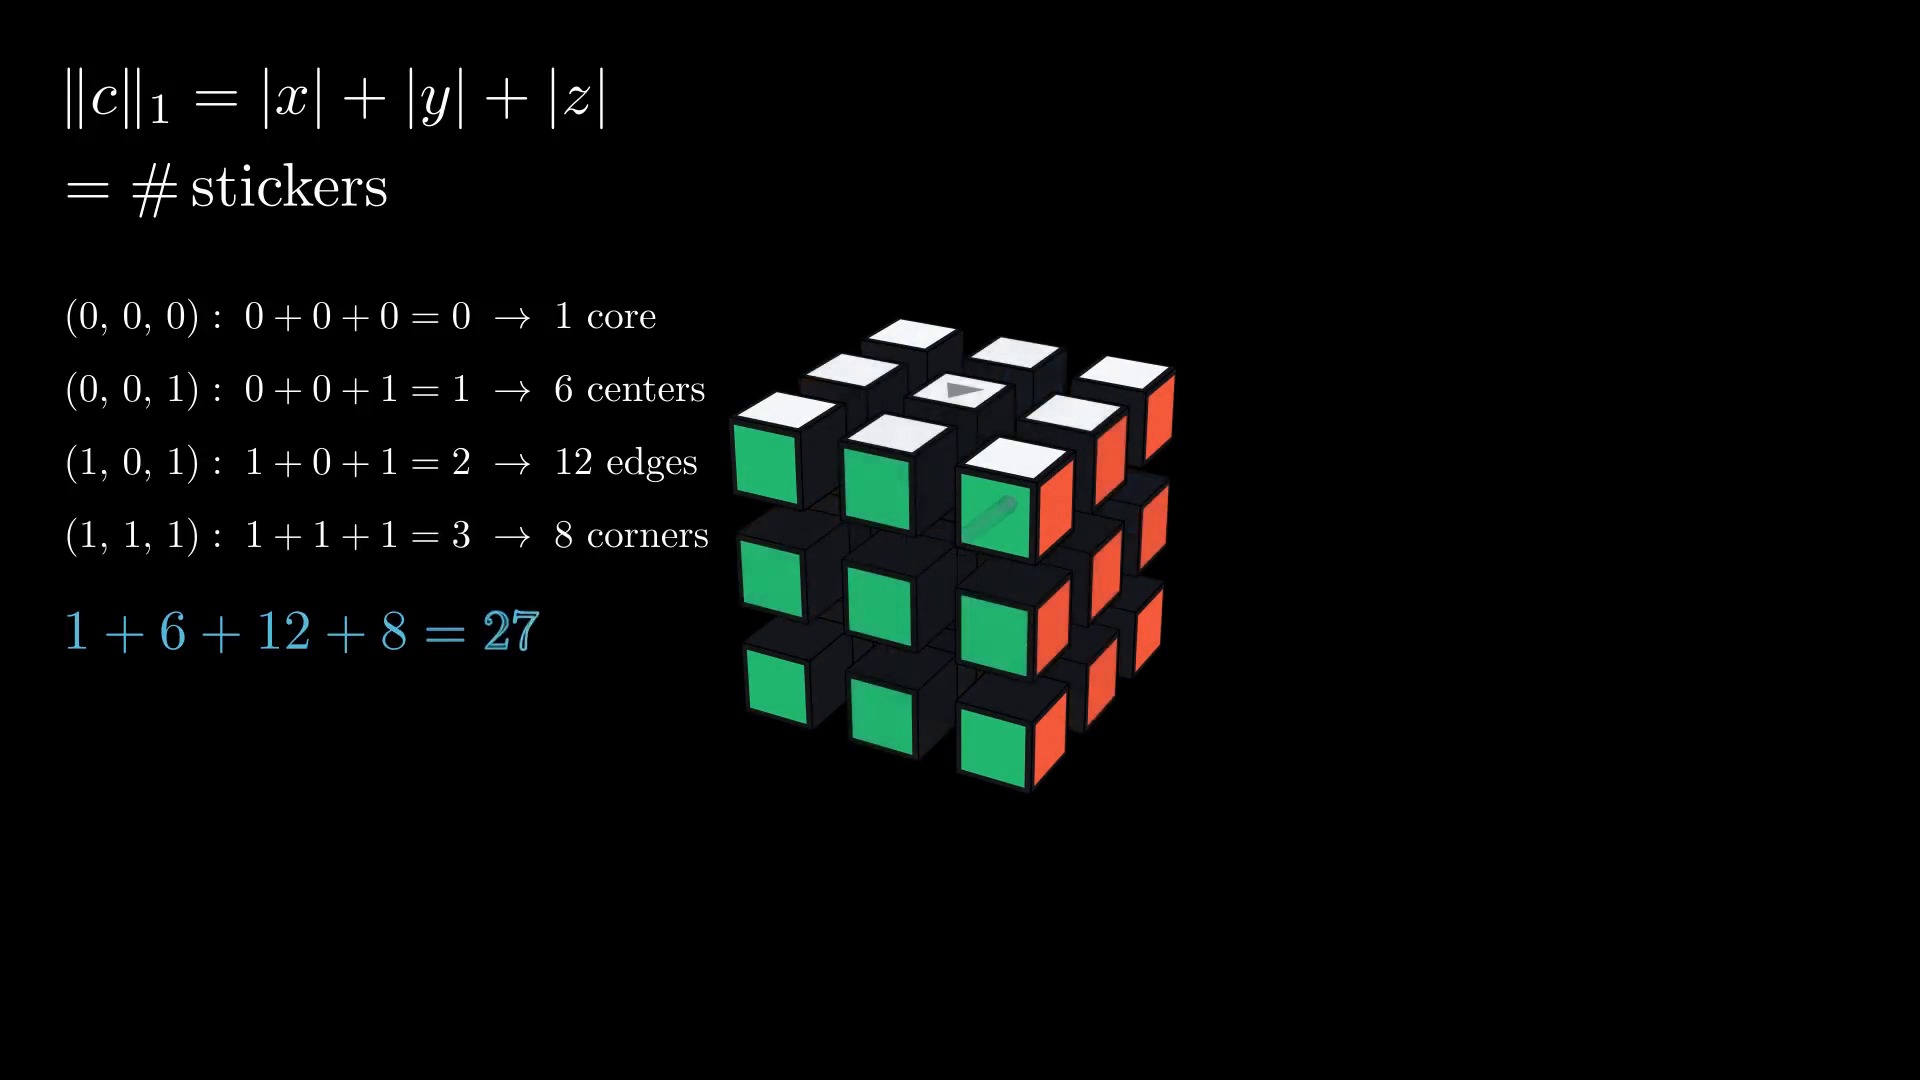 ‖c‖₁ = |x| + |y| + |z|
= # stickers
(0, 0, 0) : 0 + 0 + 0 = 0 → 1 core
(0, 0, 1) : 0 + 0 + 1 = 1 → 6 centers
(1, 0, 1) : 1 + 0 + 1 = 2 → 12 edges
(1, 1, 1) : 1 + 1 + 1 = 3 → 8 corners
1 + 6 + 12 + 8 = 27